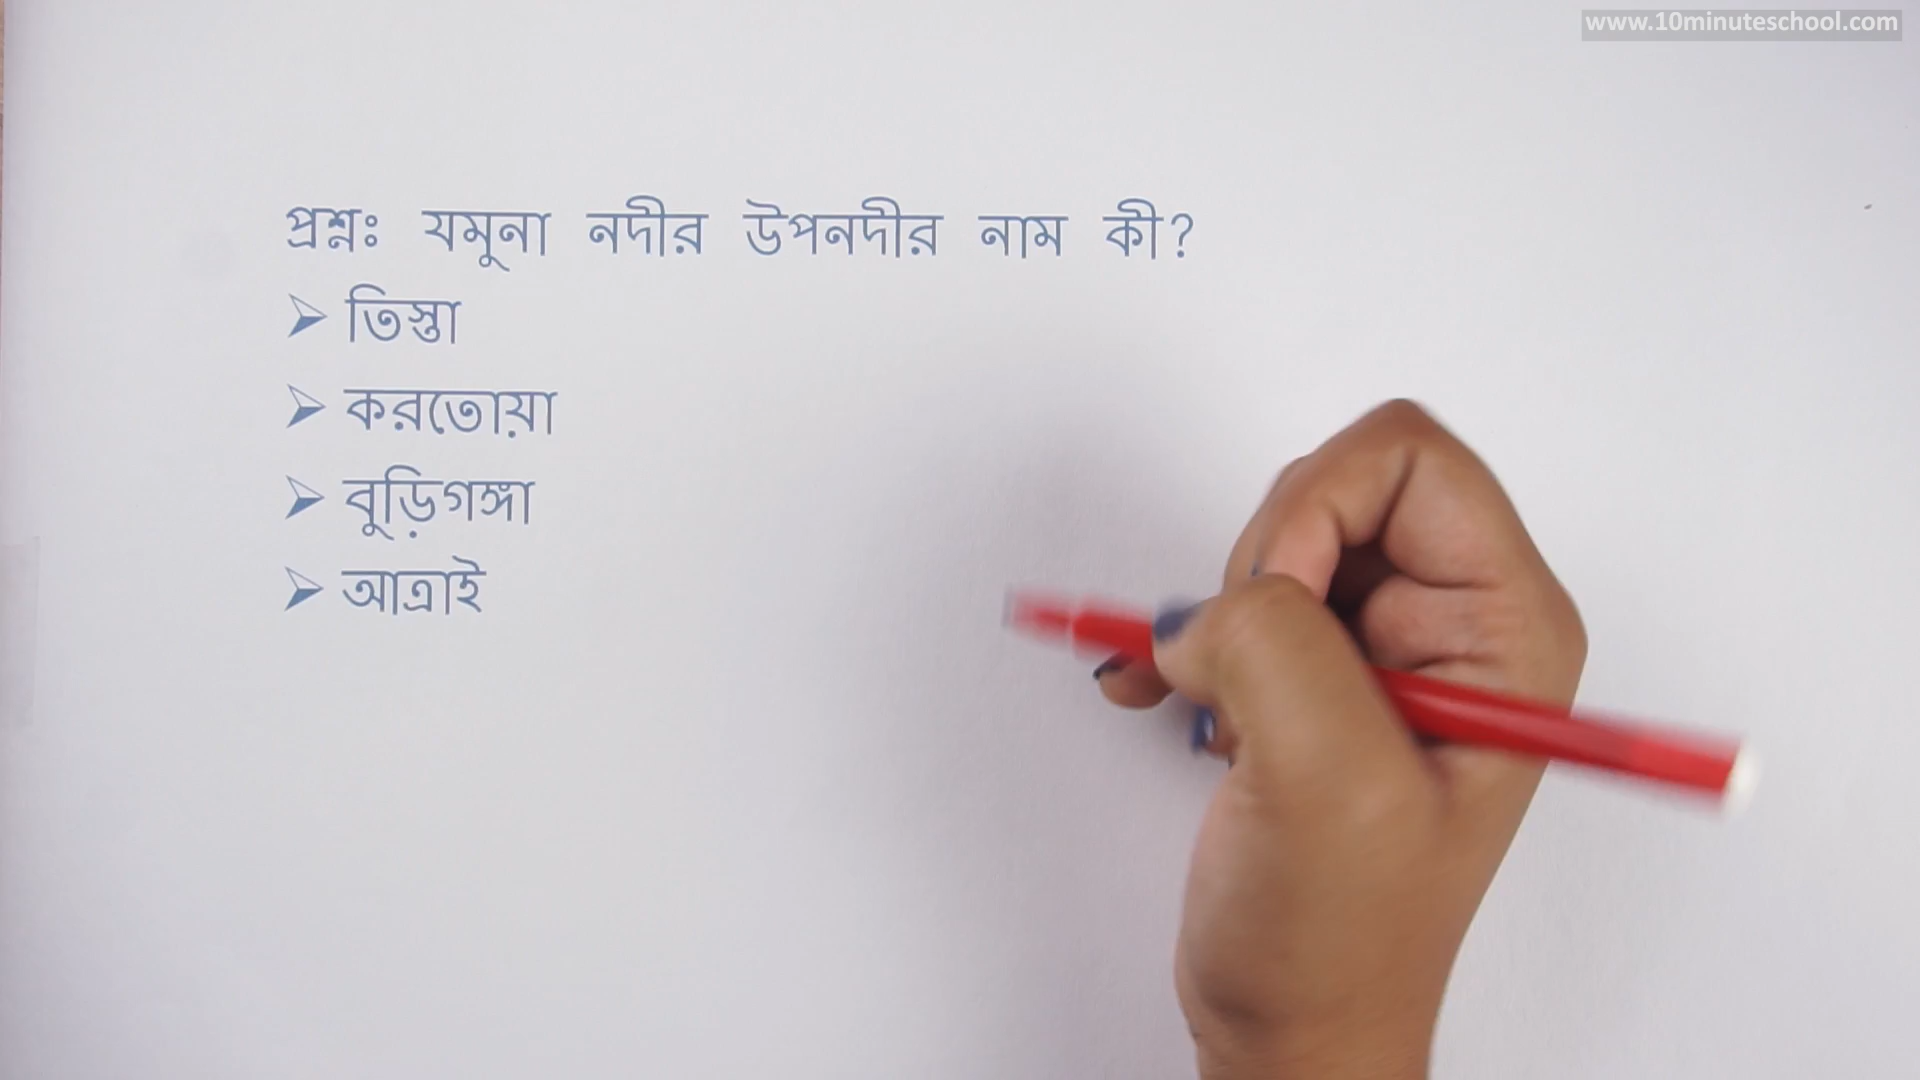 www.10minuteschool.com
প্রশ্নঃ যমুনা নদীর উপনদীর নাম কী?
➢ তিস্তা
➢ করতোয়া
➢ বুড়িগঙ্গা
➢ আত্রাই